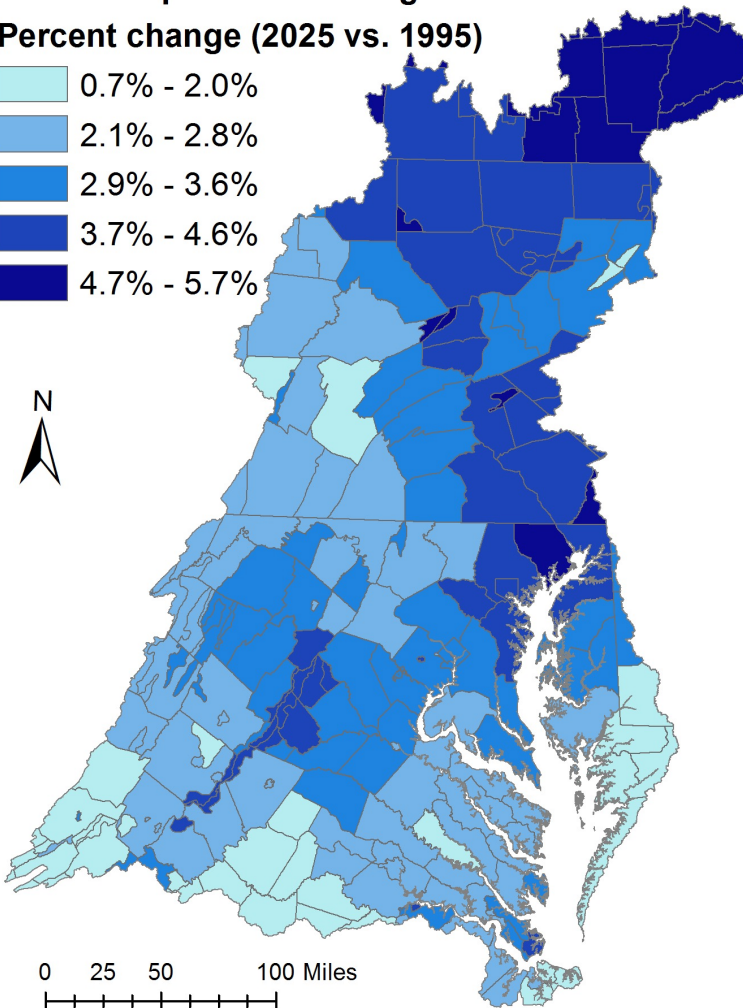 Percent change (2025 vs. 1995)
0.7% - 2.0%
2.1% - 2.8%
2.9% - 3.6%
3.7% - 4.6%
4.7% - 5.7%
N
0 25 50 100 Miles